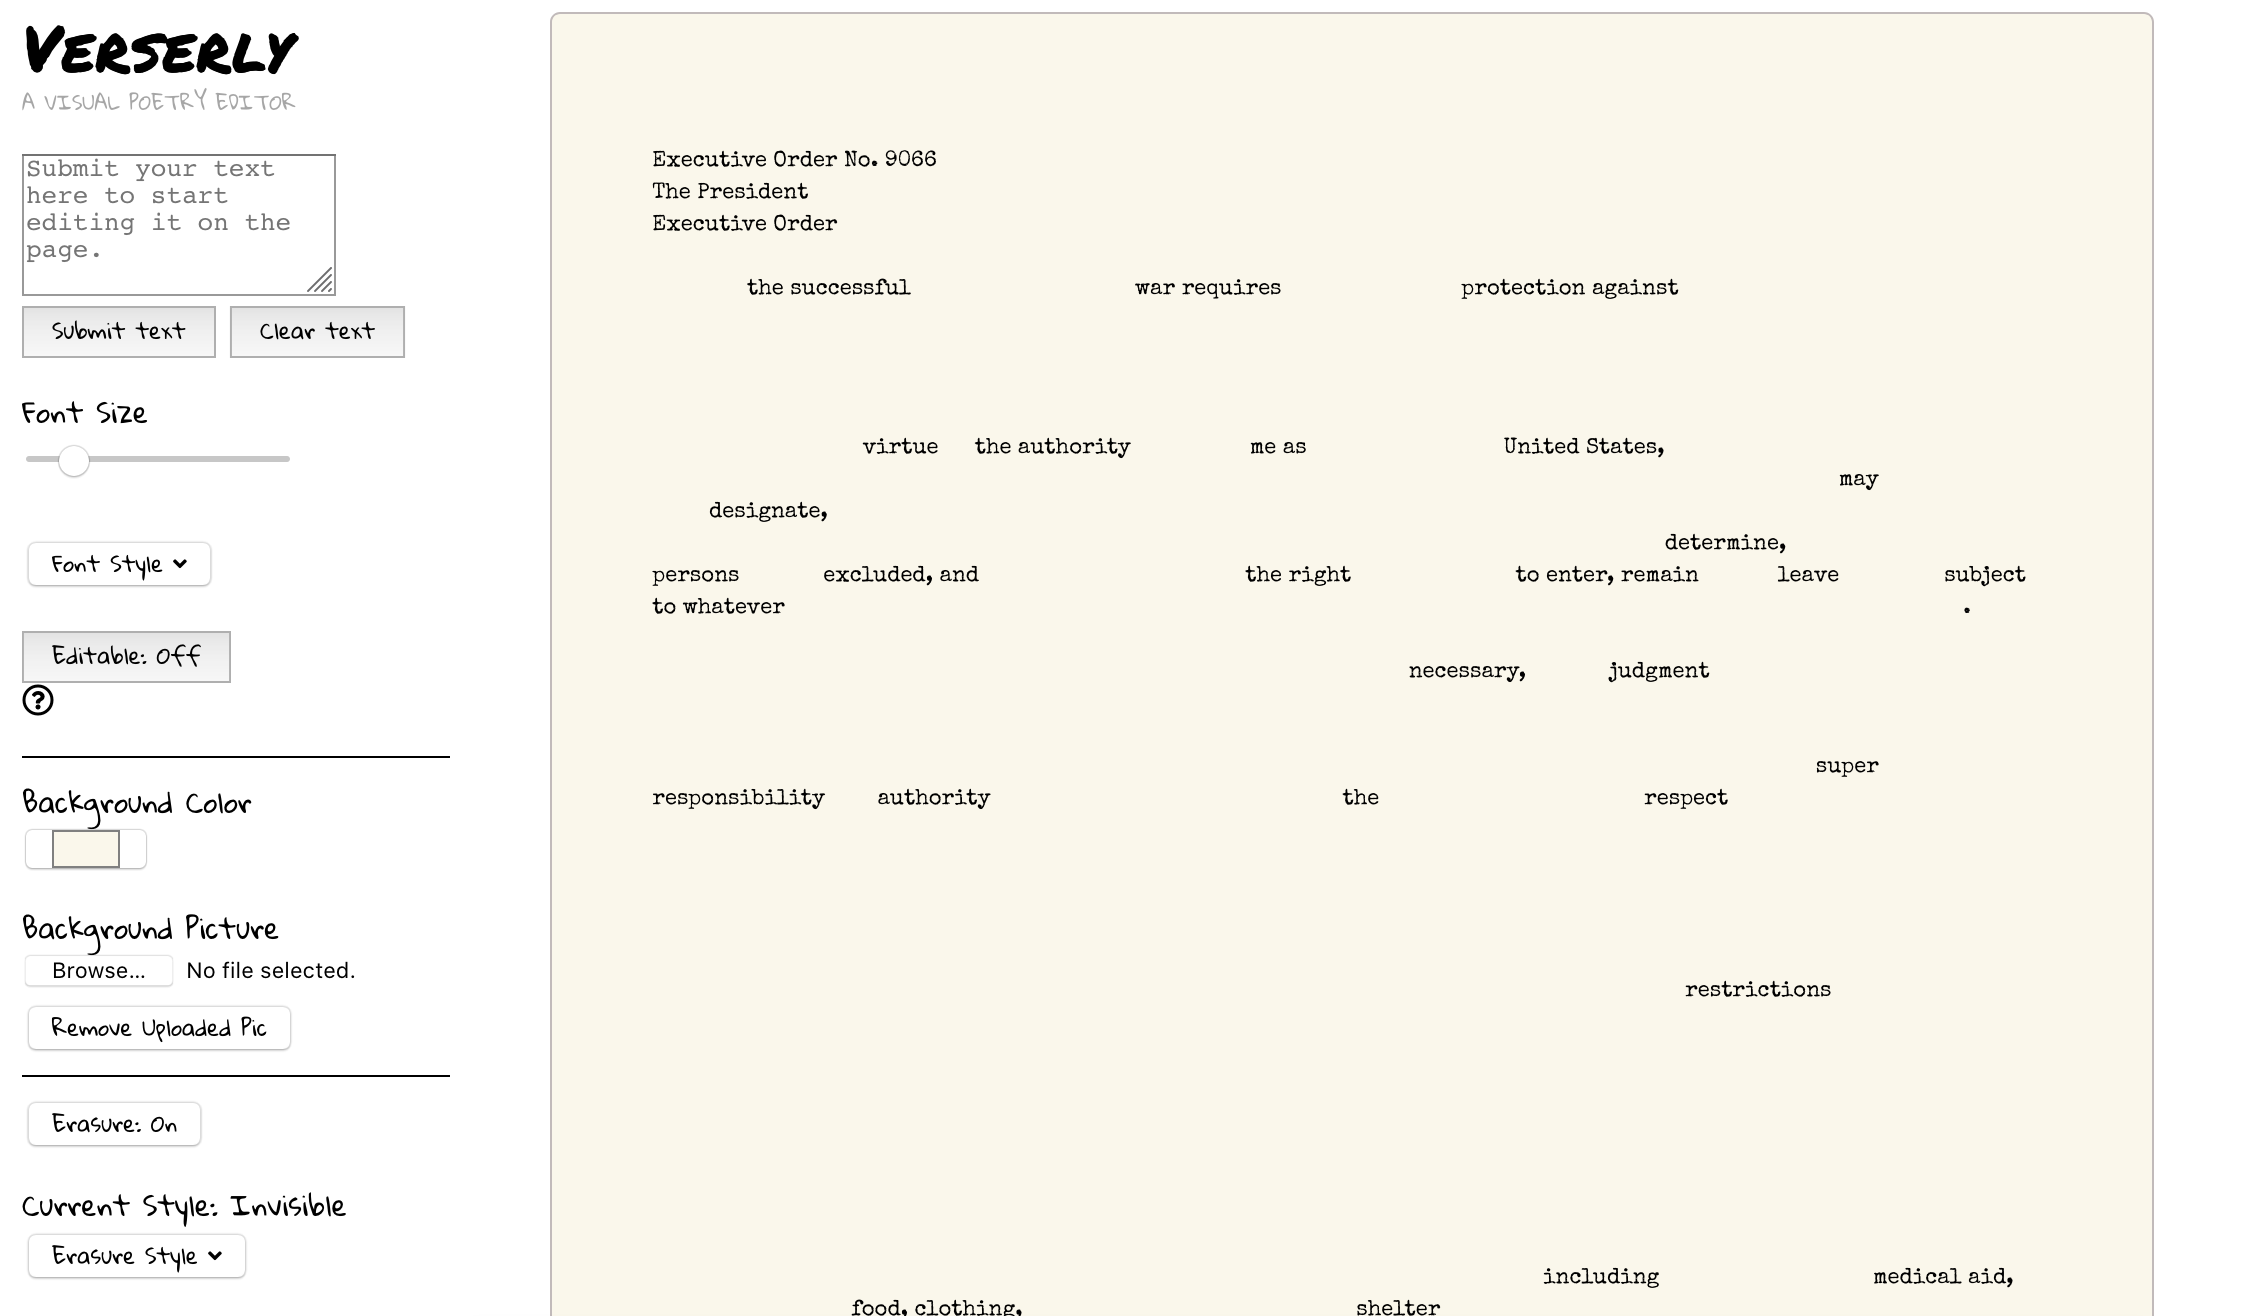 VERSERLY
A VISUAL POETRY EDITOR
Submit your text
here to start
editing it on the
page.
Submit text
Clear text
Font Size
Font Style
Editable: Off
?
Background Color
Background Picture
Browse... No file selected.
Remove Uploaded Pic
Erasure: On
Current Style: Invisible
Erasure Style
Executive Order No. 9066
The President
Executive Order
the successful war requires protection against
virtue the authority me as United States,
may
designate,
determine,
persons excluded, and the right to enter, remain leave subject
to whatever .
necessary, judgment
super
responsibility authority the respect
restrictions
including medical aid,
food, clothing, shelter